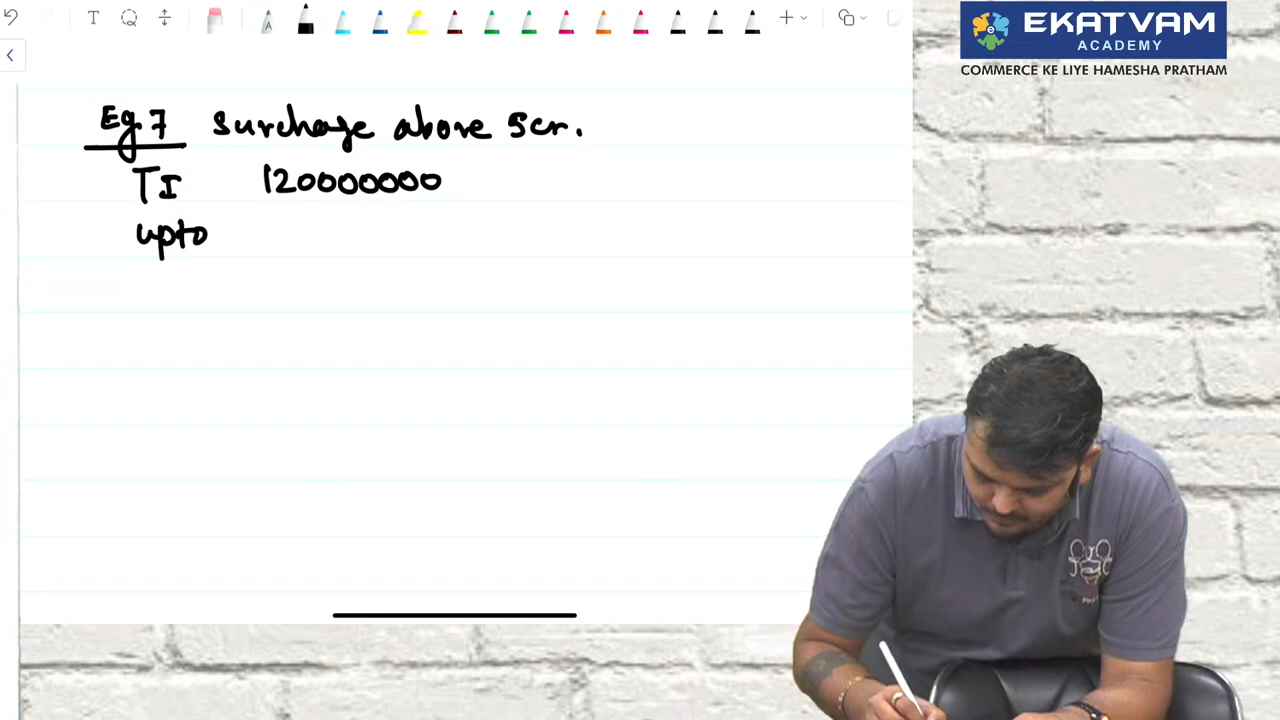 EKATVAM
ACADEMY
COMMERCE KE LIYE HAMESHA PRATHAM
Eg.7 Surcharge above 5cr.
TI 120000000
upto